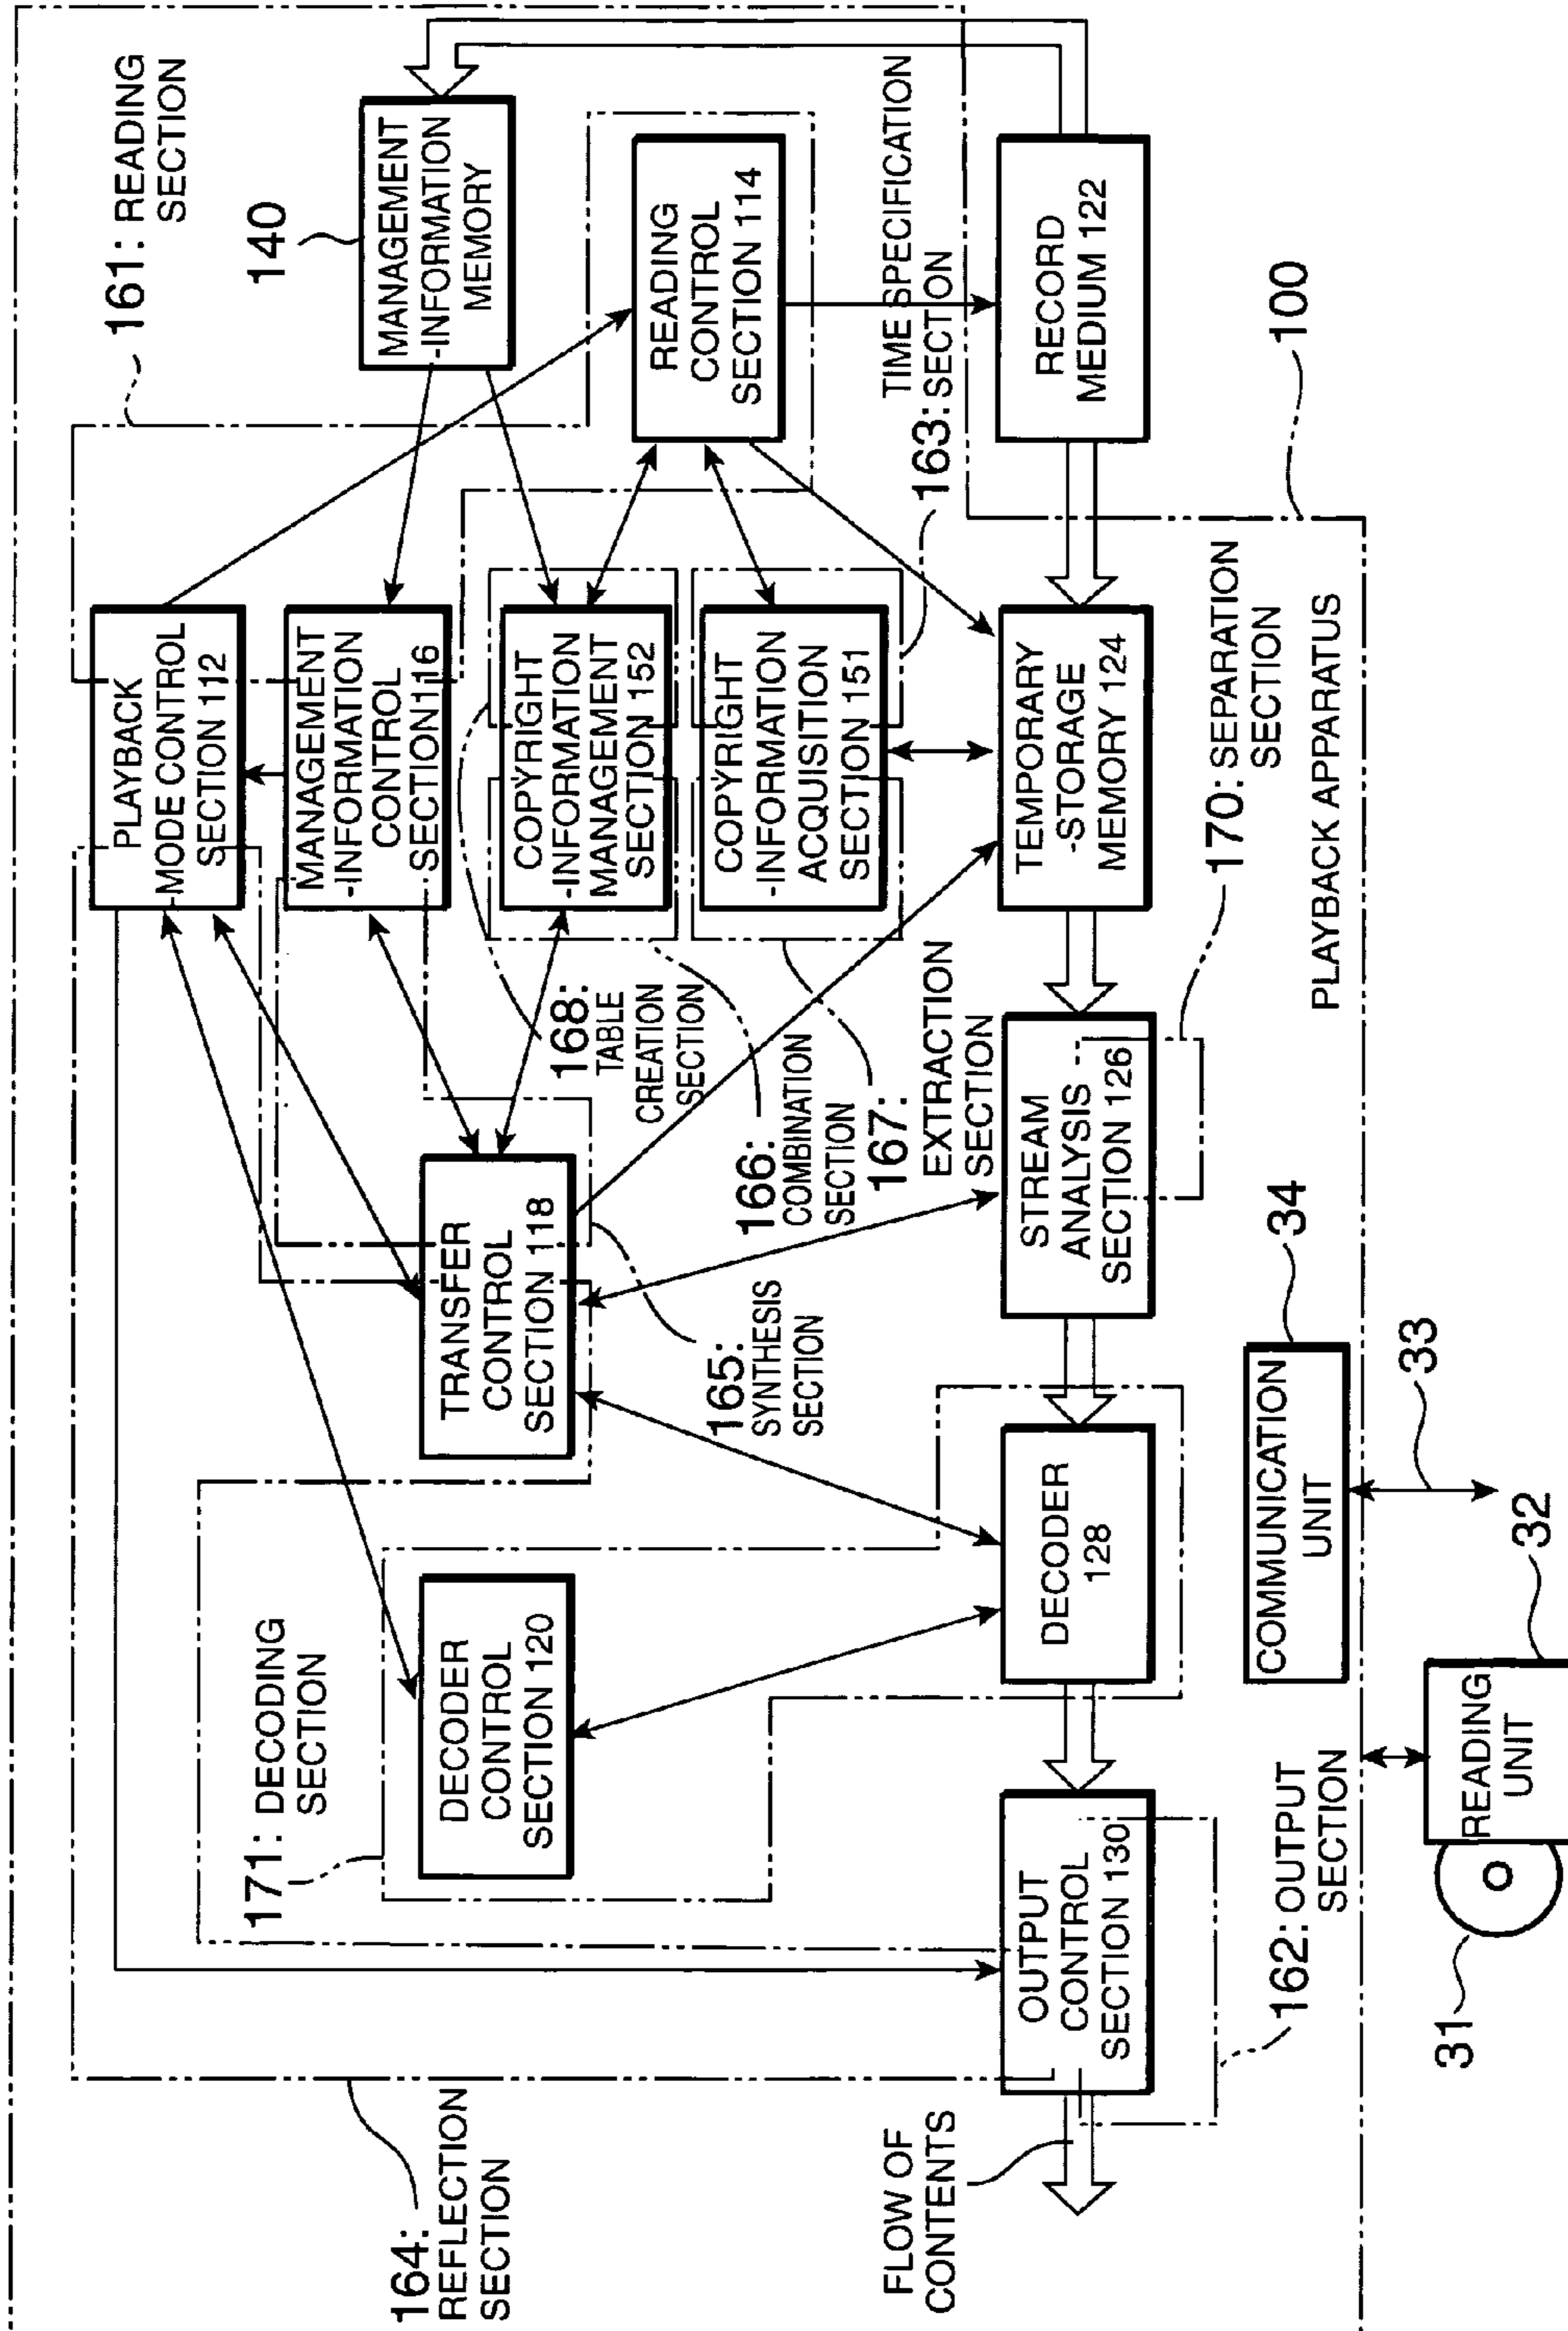 161: READING
SECTION
140
MANAGEMENT
-INFORMATION
MEMORY
READING
CONTROL
SECTION 114
TIME SPECIFICATION
163: SECTION
RECORD
MEDIUM 122
100
PLAYBACK APPARATUS
PLAYBACK
MODE CONTROL
SECTION 112
MANAGEMENT
-INFORMATION
CONTROL
SECTION116
COPYRIGHT
-INFORMATION
MANAGEMENT
SECTION 152
COPYRIGHT
-INFORMATION
ACQUISITION
SECTION 151
TEMPORARY
-STORAGE
MEMORY 124
170: SEPARATION
SECTION
168:
TABLE
CREATION
SECTION
166:
COMBINATION
SECTION
167:
EXTRACTION
SECTION
STREAM
ANALYSIS
SECTION 126
TRANSFER
CONTROL
SECTION 118
165:
SYNTHESIS
SECTION
171: DECODING
SECTION
DECODER
CONTROL
SECTION 120
DECODER
128
COMMUNICATION
UNIT
34
33
READING
UNIT
32
31
OUTPUT
CONTROL
SECTION 130
162: OUTPUT
SECTION
164:
REFLECTION
SECTION
FLOW OF
CONTENTS